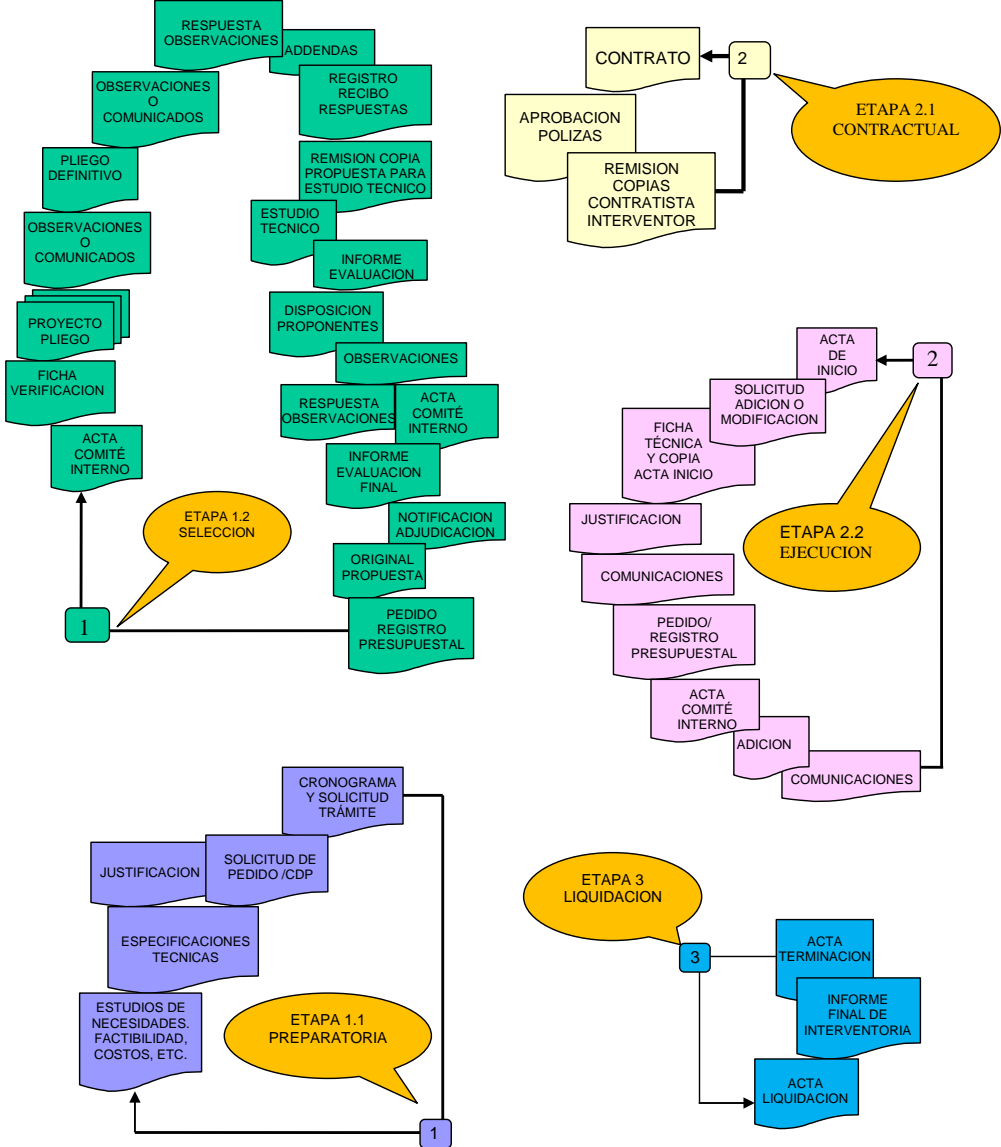 RESPUESTA
OBSERVACIONES
ADDENDAS
OBSERVACIONES
O
COMUNICADOS
REGISTRO
RECIBO
RESPUESTAS
PLIEGO
DEFINITIVO
REMISION COPIA
PROPUESTA PARA
ESTUDIO TECNICO
OBSERVACIONES
O
COMUNICADOS
ESTUDIO
TECNICO
INFORME
EVALUACION
PROYECTO
PLIEGO
DISPOSICION
PROPONENTES
OBSERVACIONES
FICHA
VERIFICACION
RESPUESTA
OBSERVACIONES
ACTA
COMITÉ
INTERNO
ACTA
COMITÉ
INTERNO
INFORME
EVALUACION
FINAL
NOTIFICACION
ADJUDICACION
ETAPA 1.2
SELECCION
ORIGINAL
PROPUESTA
1
PEDIDO
REGISTRO
PRESUPUESTAL
CONTRATO
2
ETAPA 2.1
CONTRACTUAL
APROBACION
POLIZAS
REMISION
COPIAS
CONTRATISTA
INTERVENTOR
ACTA
DE
INICIO
2
SOLICITUD
ADICION O
MODIFICACION
FICHA
TÉCNICA
Y COPIA
ACTA INICIO
JUSTIFICACION
ETAPA 2.2
EJECUCION
COMUNICACIONES
PEDIDO/
REGISTRO
PRESUPUESTAL
ACTA
COMITÉ
INTERNO
ADICION
COMUNICACIONES
CRONOGRAMA
Y SOLICITUD
TRÁMITE
JUSTIFICACION
SOLICITUD DE
PEDIDO /CDP
ESPECIFICACIONES
TECNICAS
ESTUDIOS DE
NECESIDADES.
FACTIBILIDAD,
COSTOS, ETC.
ETAPA 1.1
PREPARATORIA
1
ETAPA 3
LIQUIDACION
3
ACTA
TERMINACION
INFORME
FINAL DE
INTERVENTORIA
ACTA
LIQUIDACION